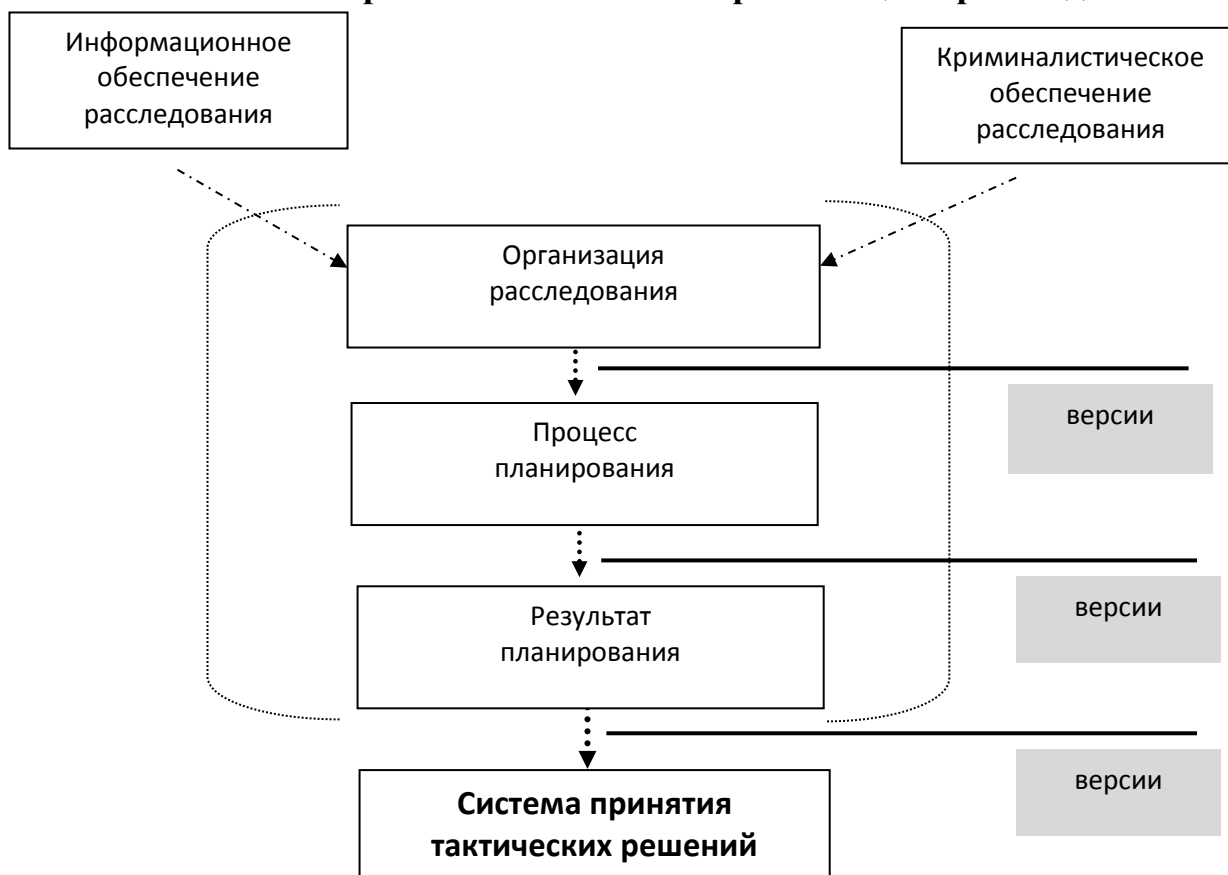 Информационное
обеспечение
расследования
Криминалистическое
обеспечение
расследования
Организация
расследования
версии
Процесс
планирования
версии
Результат
планирования
версии
Система принятия
тактических решений